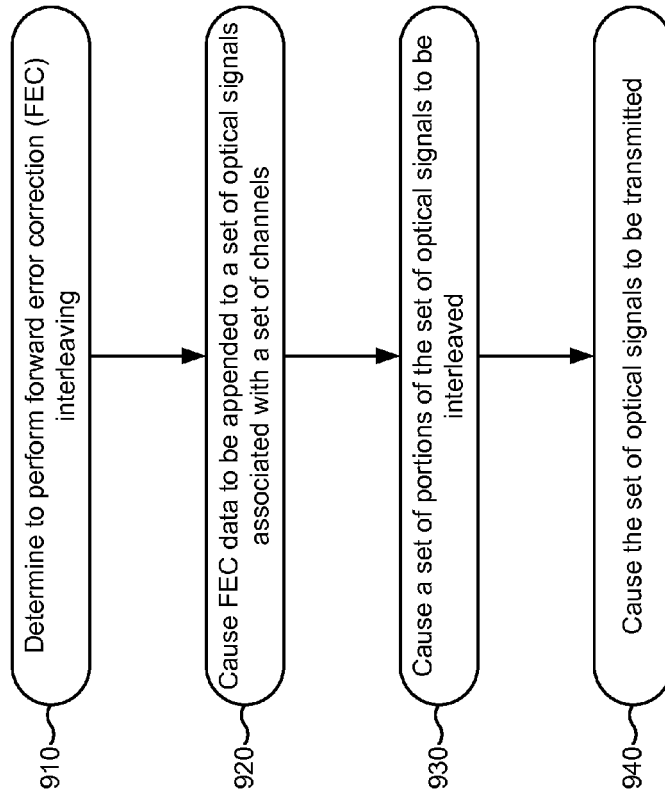 910
Determine to perform forward error correction (FEC)
interleaving
920
Cause FEC data to be appended to a set of optical signals
associated with a set of channels
930
Cause a set of portions of the set of optical signals to be
interleaved
940
Cause the set of optical signals to be transmitted